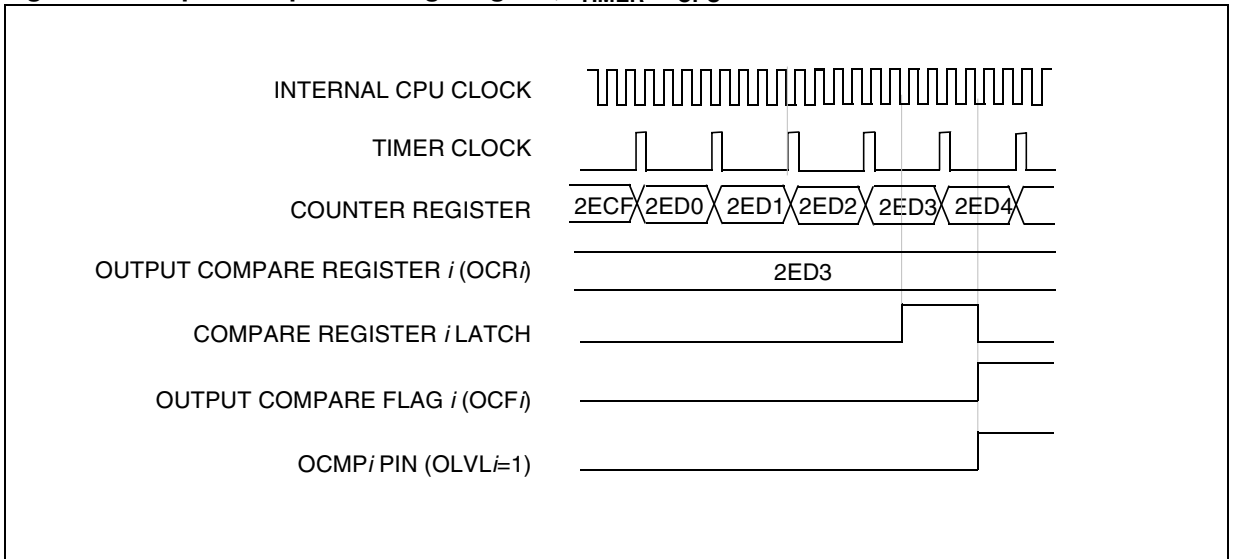 INTERNAL CPU CLOCK
TIMER CLOCK
COUNTER REGISTER
2ECF 2ED0 2ED1 2ED2 2ED3 2ED4
OUTPUT COMPARE REGISTER i (OCRi)
2ED3
COMPARE REGISTER i LATCH
OUTPUT COMPARE FLAG i (OCFi)
OCMPi PIN (OLVLi=1)